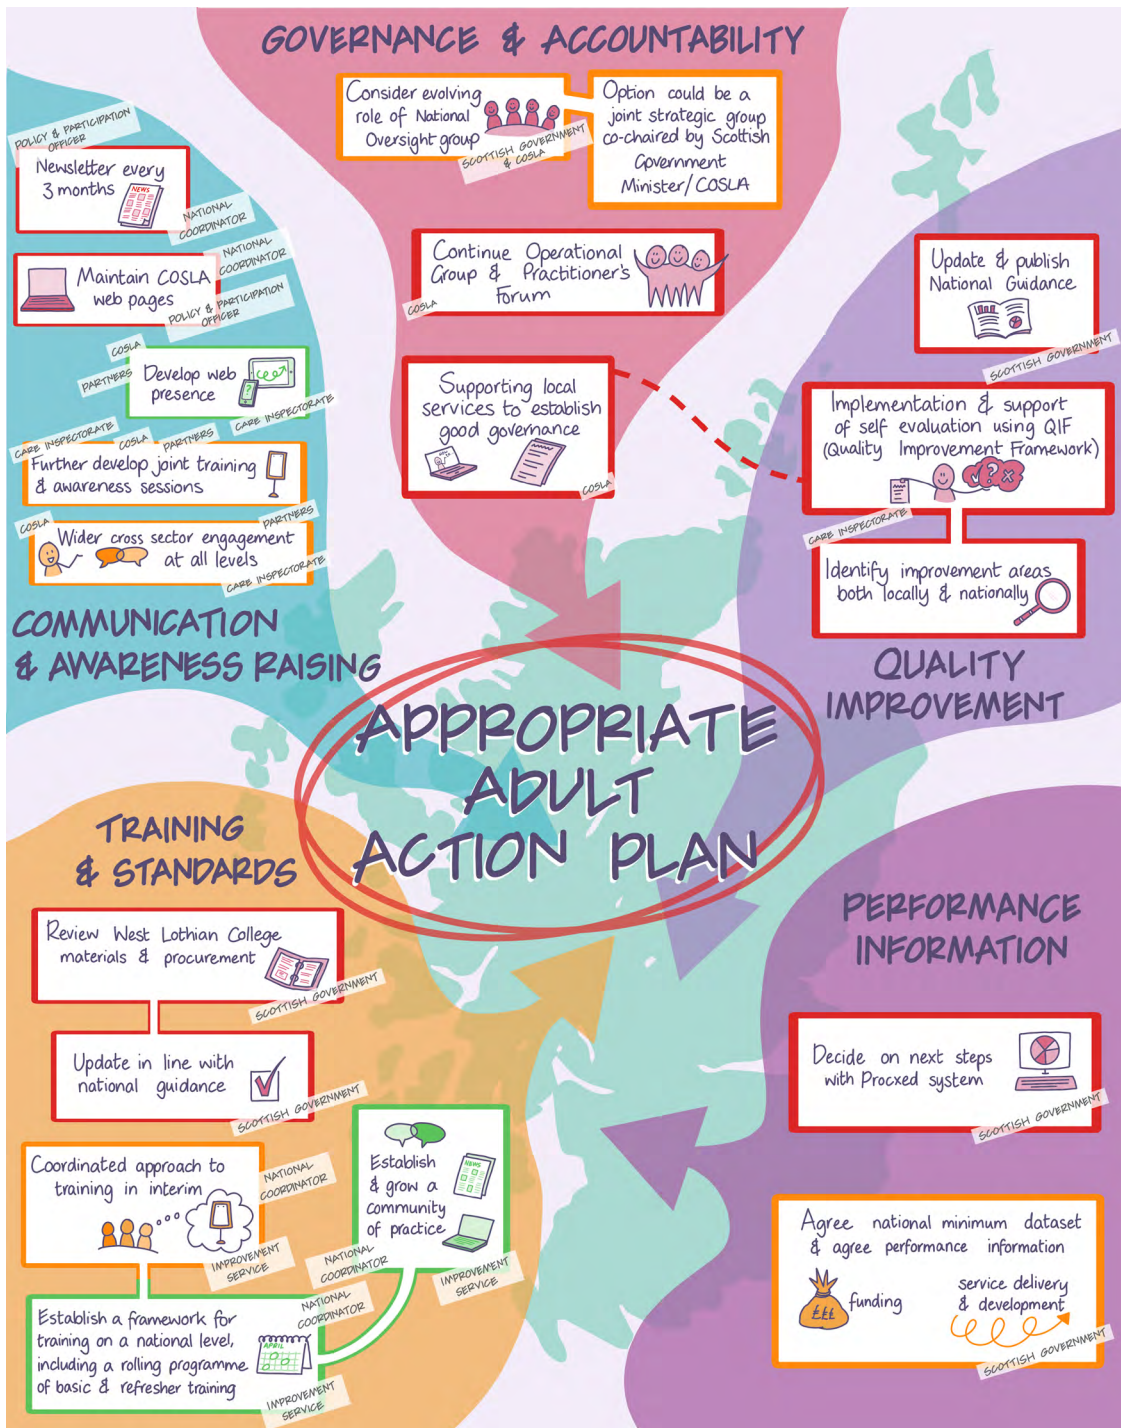 GOVERNANCE & ACCOUNTABILITY
Consider evolving
role of National
Oversight group
SCOTTISH GOVERNMENT
& COSLA
Option could be a
joint strategic group
co-chaired by Scottish
Government
Minister/COSLA
Continue Operational
Group & Practitioner's
Forum
COSLA
Supporting local
services to establish
good governance
COSLA
POLICY & PARTICIPATION
OFFICER
Newsletter every
3 months
NEWS
NATIONAL
COORDINATOR
Maintain COSLA
web pages
NATIONAL
COORDINATOR
POLICY & PARTICIPATION
OFFICER
COSLA
PARTNERS
Develop web
presence
?
CARE INSPECTORATE
CARE INSPECTORATE
COSLA
PARTNERS
Further develop joint training
& awareness sessions
COSLA
PARTNERS
Wider cross sector engagement
at all levels
CARE INSPECTORATE
COMMUNICATION
& AWARENESS RAISING
Update & publish
National Guidance
SCOTTISH GOVERNMENT
Implementation & support
of self evaluation using QIF
(Quality Improvement Framework)
?
CARE INSPECTORATE
Identify improvement areas
both locally & nationally
QUALITY
IMPROVEMENT
APPROPRIATE
ADULT
ACTION PLAN
TRAINING
& STANDARDS
Review West Lothian College
materials & procurement
SCOTTISH GOVERNMENT
Update in line with
national guidance
SCOTTISH GOVERNMENT
Coordinated approach to
training in interim
NATIONAL
COORDINATOR
IMPROVEMENT
SERVICE
Establish
& grow a
community
of practice
NEWS
NATIONAL
COORDINATOR
IMPROVEMENT
SERVICE
Establish a framework for
training on a national level,
including a rolling programme
of basic & refresher training
APRIL
NATIONAL
COORDINATOR
IMPROVEMENT
SERVICE
PERFORMANCE
INFORMATION
Decide on next steps
with Procxed system
SCOTTISH GOVERNMENT
Agree national minimum dataset
& agree performance information
£££
funding
service delivery
& development
SCOTTISH GOVERNMENT